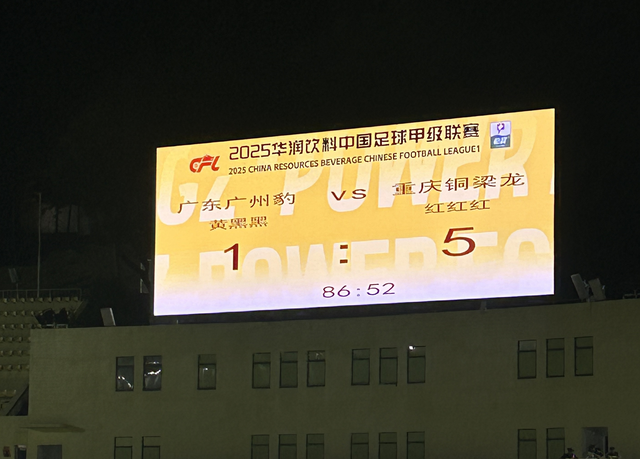 CFL 2025华润饮料中国足球甲级联赛
2025 CHINA RESOURCES BEVERAGE CHINESE FOOTBALL LEAGUE1
广东广州豹 VS 重庆铜梁龙
黄黑黑 红红红
1 : 5
86:52
POWER
POWER